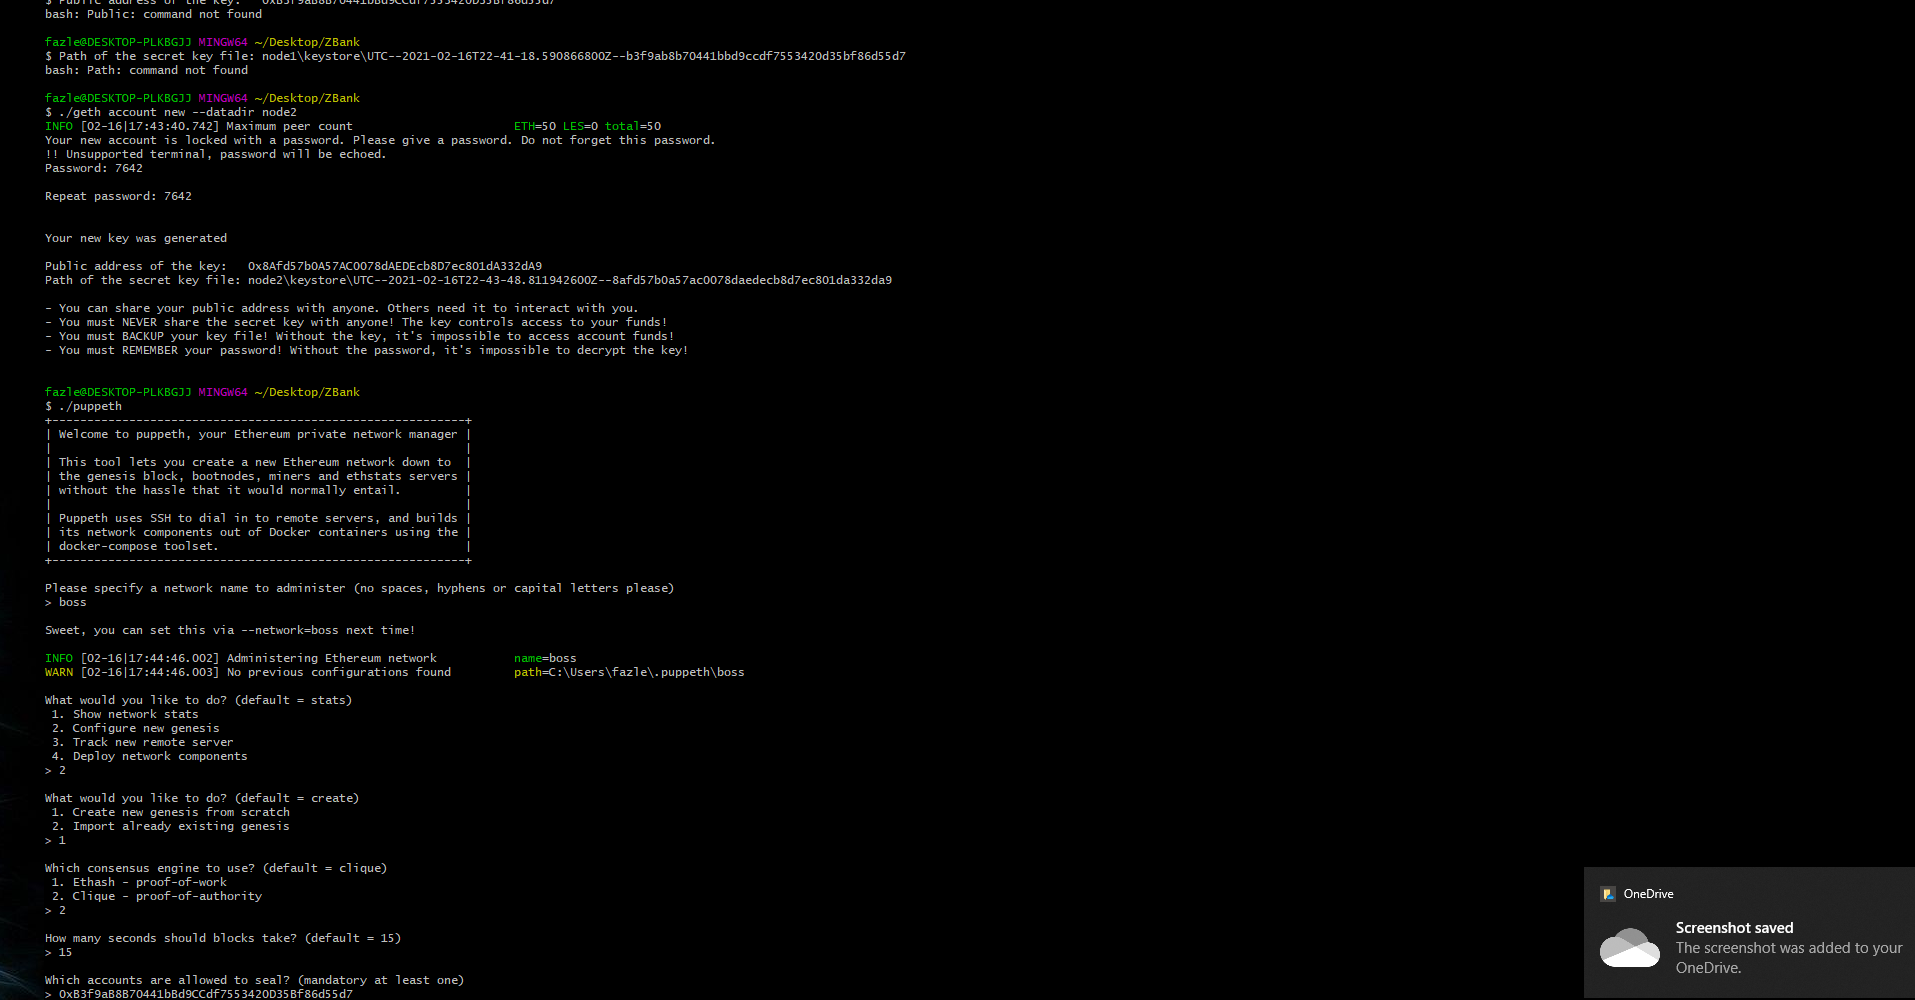 $ Public address of the key:   0xB3f9aB8B70441bBd9CCdf7553420D35Bf86d55d7
bash: Public: command not found
fazle@DESKTOP-PLKBGJJ MINGW64 ~/Desktop/ZBank
$ Path of the secret key file: node1\keystore\UTC--2021-02-16T22-41-18.590866800Z--b3f9ab8b70441bbd9ccdf7553420d35bf86d55d7
bash: Path: command not found
fazle@DESKTOP-PLKBGJJ MINGW64 ~/Desktop/ZBank
$ ./geth account new --datadir node2
INFO [02-16|17:43:40.742] Maximum peer count                       ETH=50 LES=0 total=50
Your new account is locked with a password. Please give a password. Do not forget this password.
!! Unsupported terminal, password will be echoed.
Password: 7642
Repeat password: 7642
Your new key was generated
Public address of the key:   0x8Afd57b0A57AC0078dAEDEcb8D7ec801dA332dA9
Path of the secret key file: node2\keystore\UTC--2021-02-16T22-43-48.811942600Z--8afd57b0a57ac0078daedecb8d7ec801da332da9
- You can share your public address with anyone. Others need it to interact with you.
- You must NEVER share the secret key with anyone! The key controls access to your funds!
- You must BACKUP your key file! Without the key, it's impossible to access account funds!
- You must REMEMBER your password! Without the password, it's impossible to decrypt the key!
fazle@DESKTOP-PLKBGJJ MINGW64 ~/Desktop/ZBank
$ ./puppeth
+-----------------------------------------------------------+
| Welcome to puppeth, your Ethereum private network manager |
|                                                           |
| This tool lets you create a new Ethereum network down to  |
| the genesis block, bootnodes, miners and ethstats servers |
| without the hassle that it would normally entail.         |
|                                                           |
| Puppeth uses SSH to dial in to remote servers, and builds |
| its network components out of Docker containers using the |
| docker-compose toolset.                                   |
+-----------------------------------------------------------+
Please specify a network name to administer (no spaces, hyphens or capital letters please)
> boss
Sweet, you can set this via --network=boss next time!
INFO [02-16|17:44:46.002] Administering Ethereum network           name=boss
WARN [02-16|17:44:46.003] No previous configurations found         path=C:\Users\fazle\.puppeth\boss
What would you like to do? (default = stats)
 1. Show network stats
 2. Configure new genesis
 3. Track new remote server
 4. Deploy network components
> 2
What would you like to do? (default = create)
 1. Create new genesis from scratch
 2. Import already existing genesis
> 1
Which consensus engine to use? (default = clique)
 1. Ethash - proof-of-work
 2. Clique - proof-of-authority
> 2
How many seconds should blocks take? (default = 15)
> 15
Which accounts are allowed to seal? (mandatory at least one)
> 0xB3f9aB8B70441bBd9CCdf7553420D35Bf86d55d7
OneDrive
Screenshot saved
The screenshot was added to your
OneDrive.